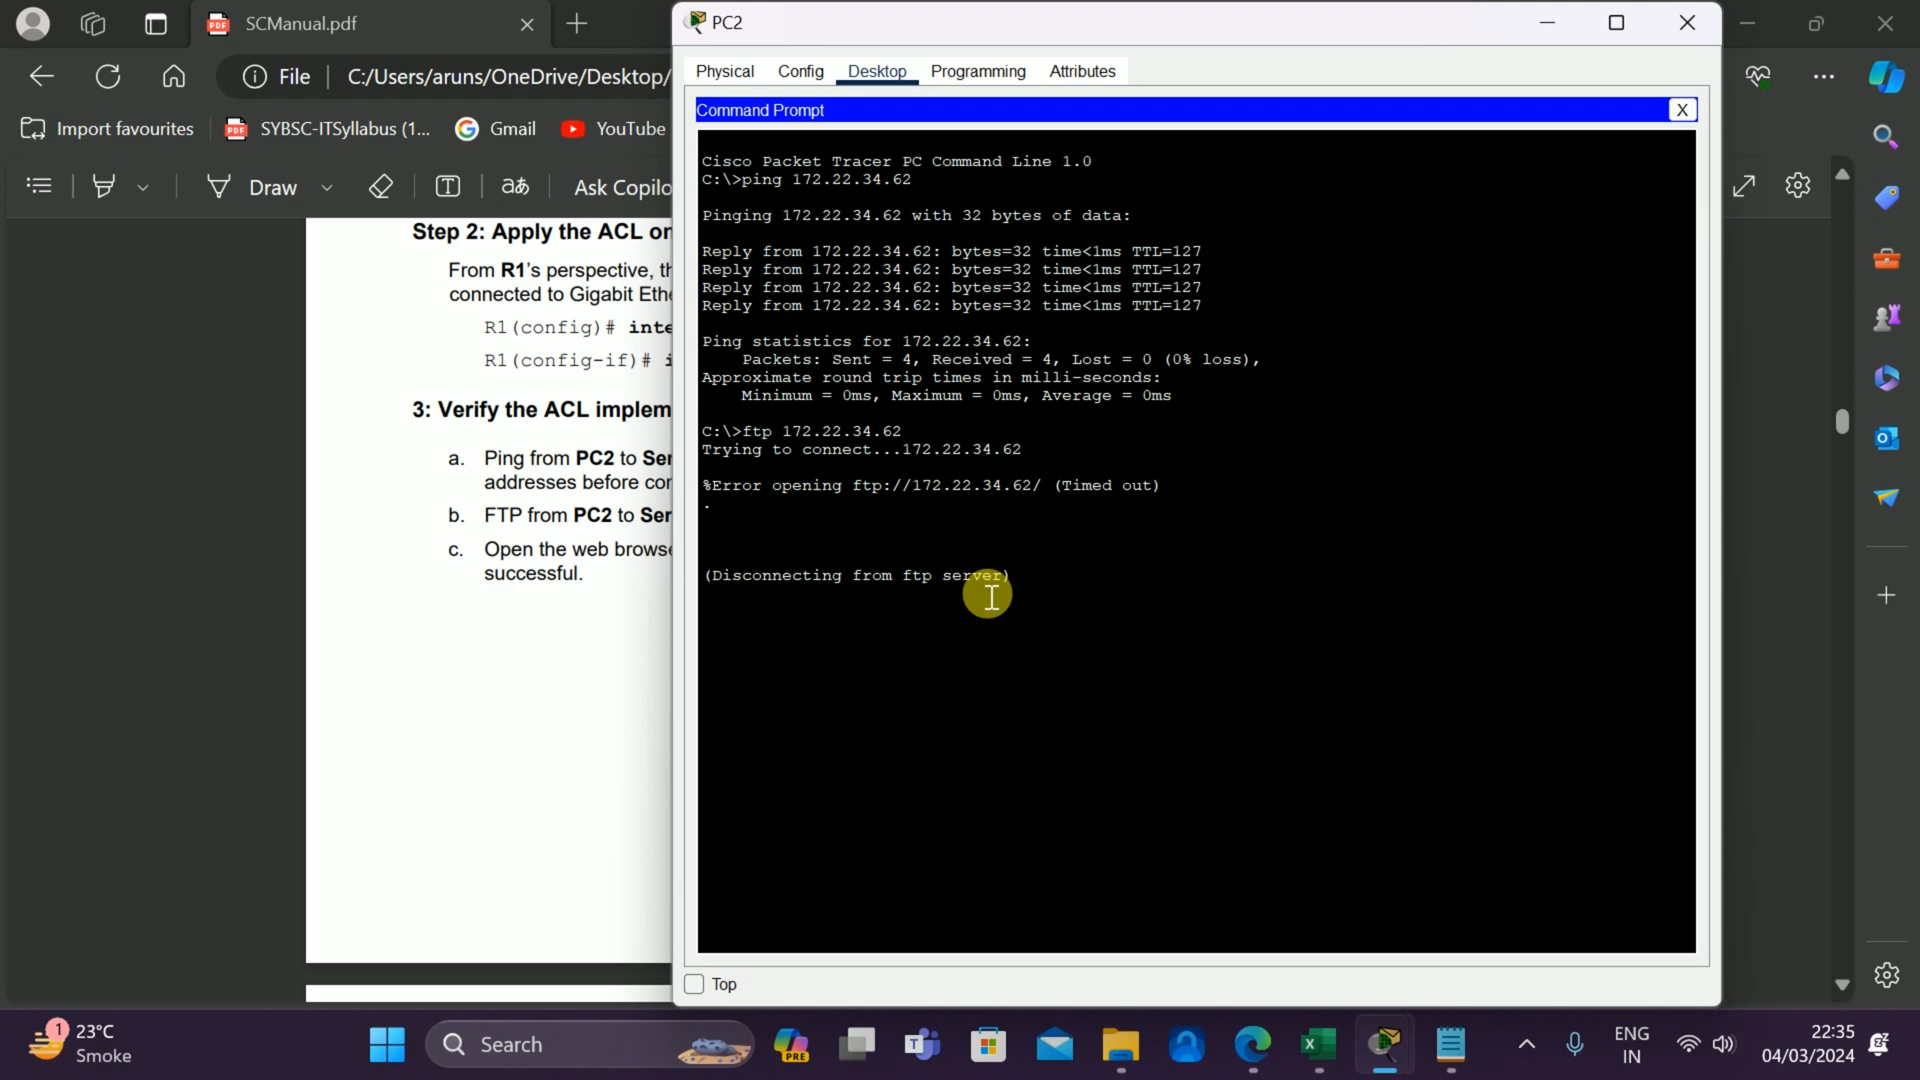 SCManual.pdf
File
C:/Users/aruns/OneDrive/Desktop/
Import favourites
SYBSC-ITSyllabus (1...
Gmail
YouTube
Draw
aあ
Ask Copilo
Step 2: Apply the ACL on
From R1's perspective, th
connected to Gigabit Ethe
R1(config)# inte
R1(config-if)# i
3: Verify the ACL implem
a. Ping from PC2 to Ser
addresses before con
b. FTP from PC2 to Ser
c. Open the web browse
successful.
PC2
Physical
Config
Desktop
Programming
Attributes
Command Prompt
X
Cisco Packet Tracer PC Command Line 1.0
C:\>ping 172.22.34.62
Pinging 172.22.34.62 with 32 bytes of data:
Reply from 172.22.34.62: bytes=32 time<1ms TTL=127
Reply from 172.22.34.62: bytes=32 time<1ms TTL=127
Reply from 172.22.34.62: bytes=32 time<1ms TTL=127
Reply from 172.22.34.62: bytes=32 time<1ms TTL=127
Ping statistics for 172.22.34.62:
Packets: Sent = 4, Received = 4, Lost = 0 (0% loss),
Approximate round trip times in milli-seconds:
Minimum = 0ms, Maximum = 0ms, Average = 0ms
C:\>ftp 172.22.34.62
Trying to connect...172.22.34.62
%Error opening ftp://172.22.34.62/ (Timed out)
.
(Disconnecting from ftp server)
Top
1
23°C
Smoke
Search
PRE
ENG
IN
22:35
04/03/2024